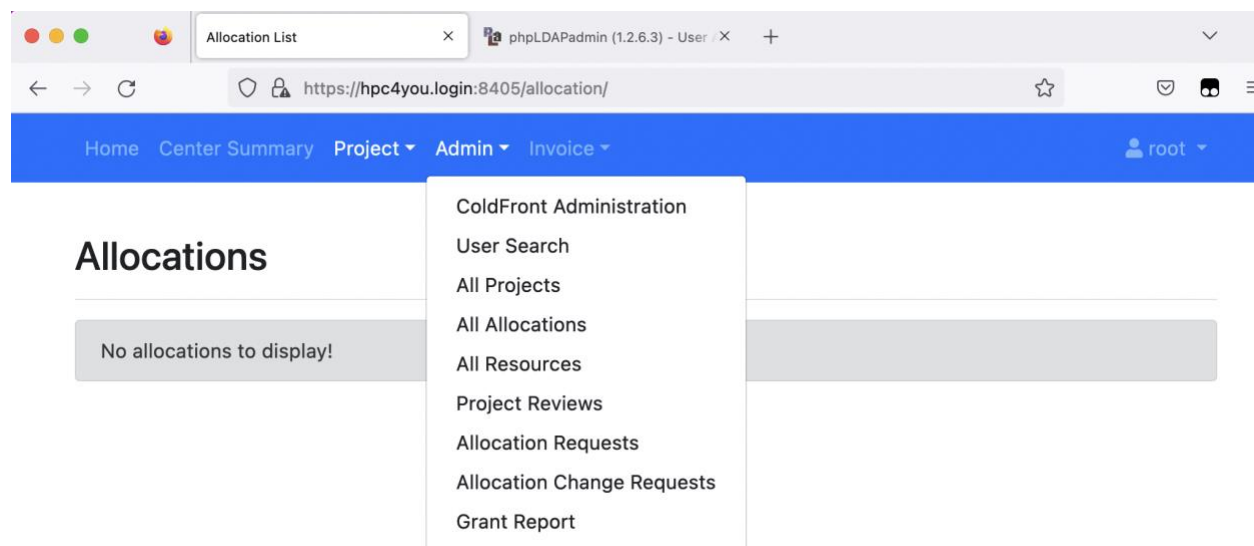 Allocation List
phpLDAPadmin (1.2.6.3) - User
https://hpc4you.login:8405/allocation/
Home Center Summary Project Admin Invoice root
ColdFront Administration
User Search
Allocations
All Projects
All Allocations
No allocations to display!
All Resources
Project Reviews
Allocation Requests
Allocation Change Requests
Grant Report